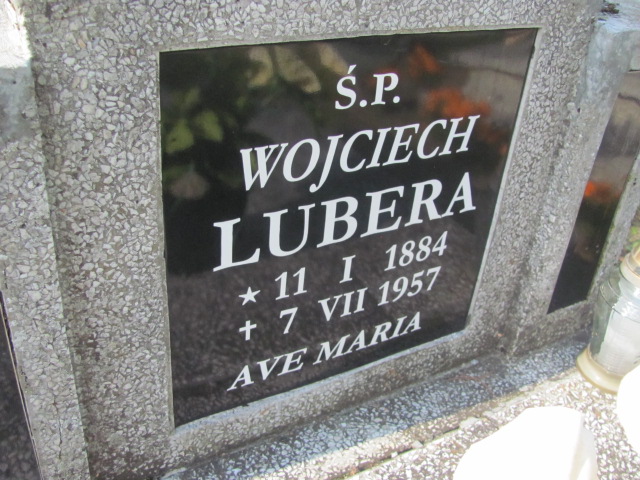 Ś.P.
WOJCIECH
LUBERA
★ 11 I 1884
✝ 7 VII 1957
AVE MARIA